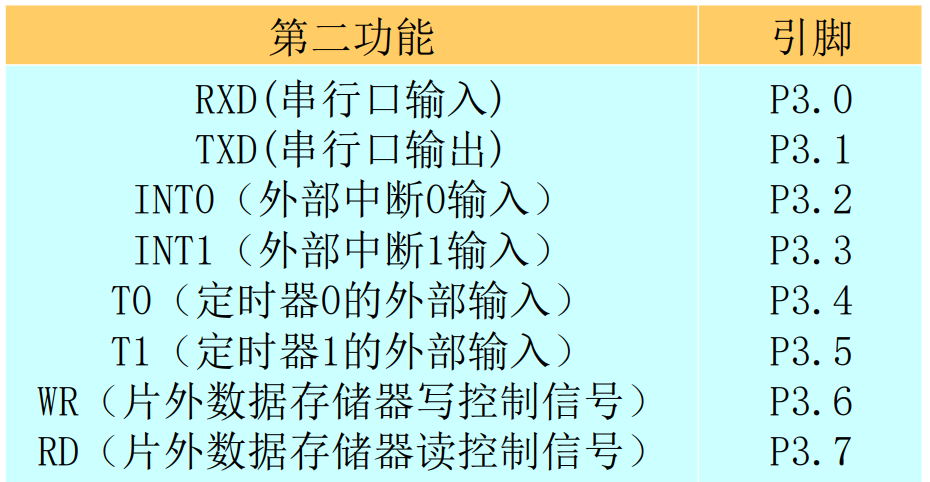 第二功能 引脚
RXD(串行口输入) P3.0
TXD(串行口输出) P3.1
INT0（外部中断0输入） P3.2
INT1（外部中断1输入） P3.3
T0（定时器0的外部输入） P3.4
T1（定时器1的外部输入） P3.5
WR（片外数据存储器写控制信号） P3.6
RD（片外数据存储器读控制信号） P3.7